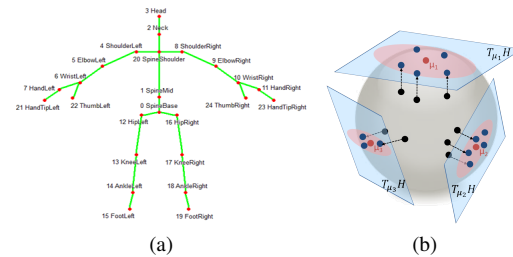 3 Head
2 Neck
4 ShoulderLeft
8 ShoulderRight
20 SpineShoulder
5 ElbowLeft
9 ElbowRight
6 WristLeft
10 WristRight
7 HandLeft
11 HandRight
21 HandTipLeft
22 ThumbLeft
24 ThumbRight
23 HandTipRight
1 SpineMid
0 SpineBase
12 HipLeft
16 HipRight
13 KneeLeft
17 KneeRight
14 AnkleLeft
18 AnkleRight
15 FootLeft
19 FootRight
(a)
Tμ1H
μ1
μ3
μ2
Tμ3H
Tμ2H
(b)